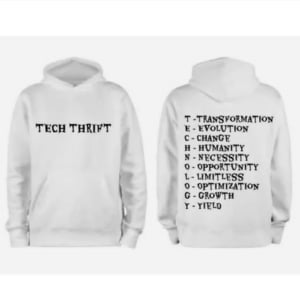 TECH THRIFT
T - TRANSFORMATION
E - EVOLUTION
C - CHANGE
H - HUMANITY
N - NECESSITY
O - OPPORTUNITY
L - LIMITLESS
O - OPTIMIZATION
G - GROWTH
Y - YIELD